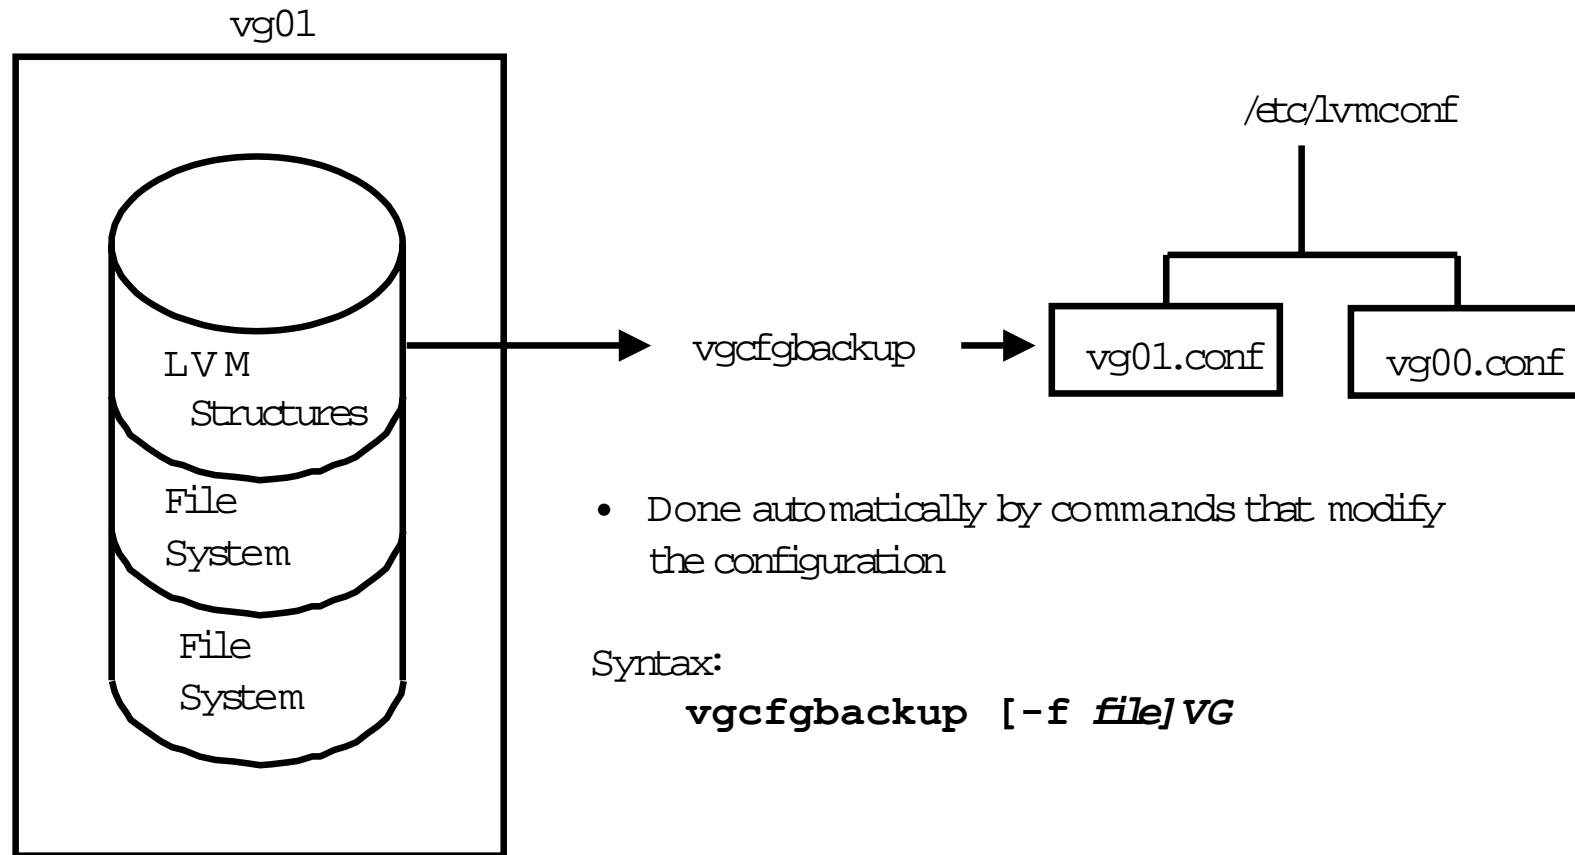 vg01
/etc/lvmconf
LVM
Structures
vgcfgbackup
vg01.conf
vg00.conf
File
System
• Done automatically by commands that modify
the configuration
File
System
Syntax:
vgcfgbackup [-f file] VG